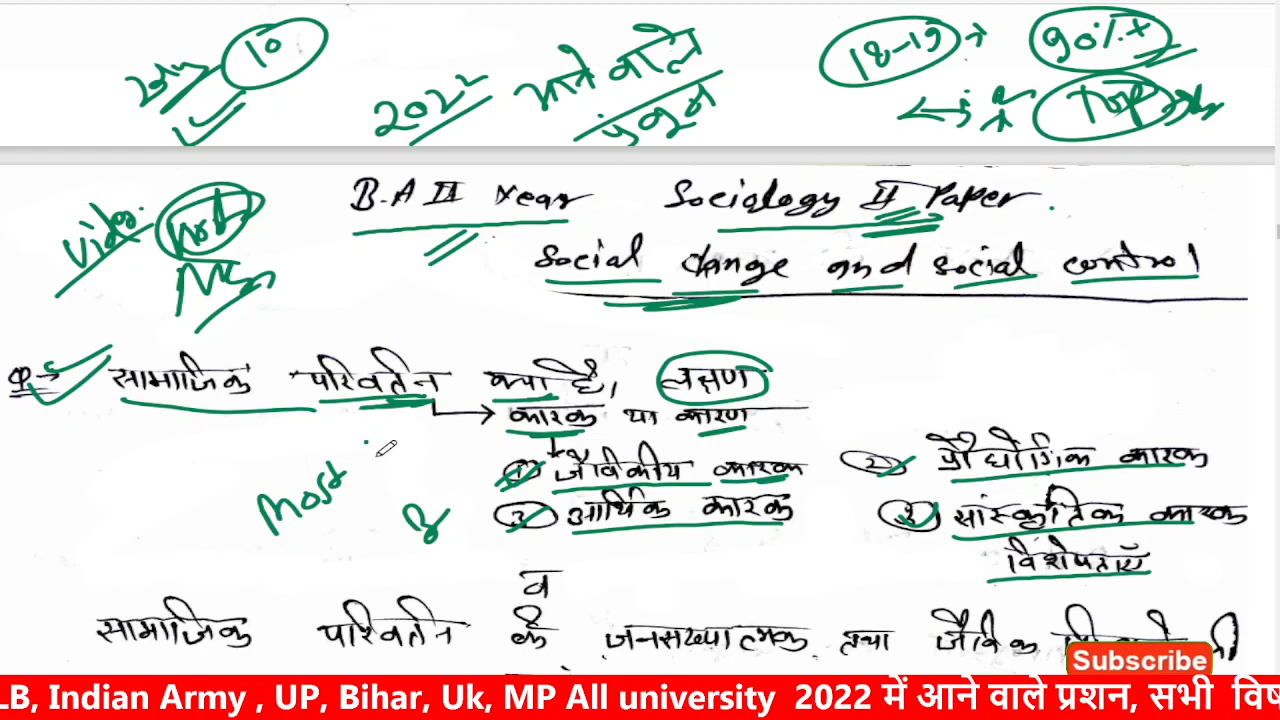 10
2022 आने वाले
18-19 → 90%+
Top
Video
B.A II Year Sociology II Paper
Social change and social control
Q→ सामाजिक परिवर्तन क्या है, लक्षण
कारक या कारण
① जैविकीय कारक ② प्रौद्योगिक कारक
③ आर्थिक कारक सांस्कृतिक कारक
Most
विशेषताएँ
व
सामाजिक परिवर्तन के जनसंख्यात्मक तथा जैविक
Subscribe
LB, Indian Army , UP, Bihar, Uk, MP All university 2022 में आने वाले प्रशन, सभी विष